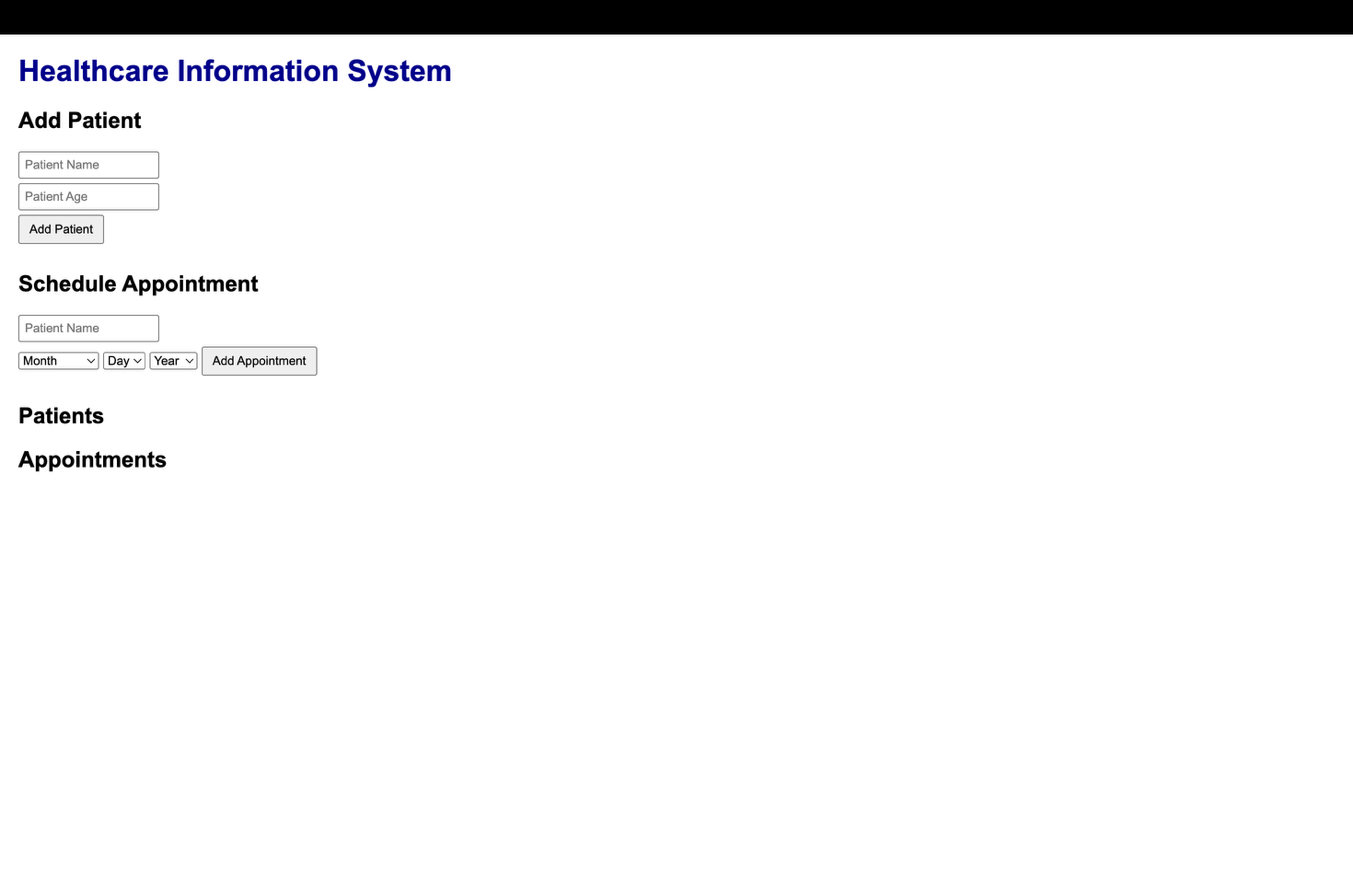 Healthcare Information System
Add Patient
Patient Name
Patient Age
Add Patient
Schedule Appointment
Patient Name
Month Day Year Add Appointment
Patients
Appointments